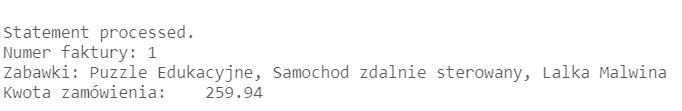 Statement processed.
Numer faktury: 1
Zabawki: Puzzle Edukacyjne, Samochod zdalnie sterowany, Lalka Malwina
Kwota zamówienia:    259.94